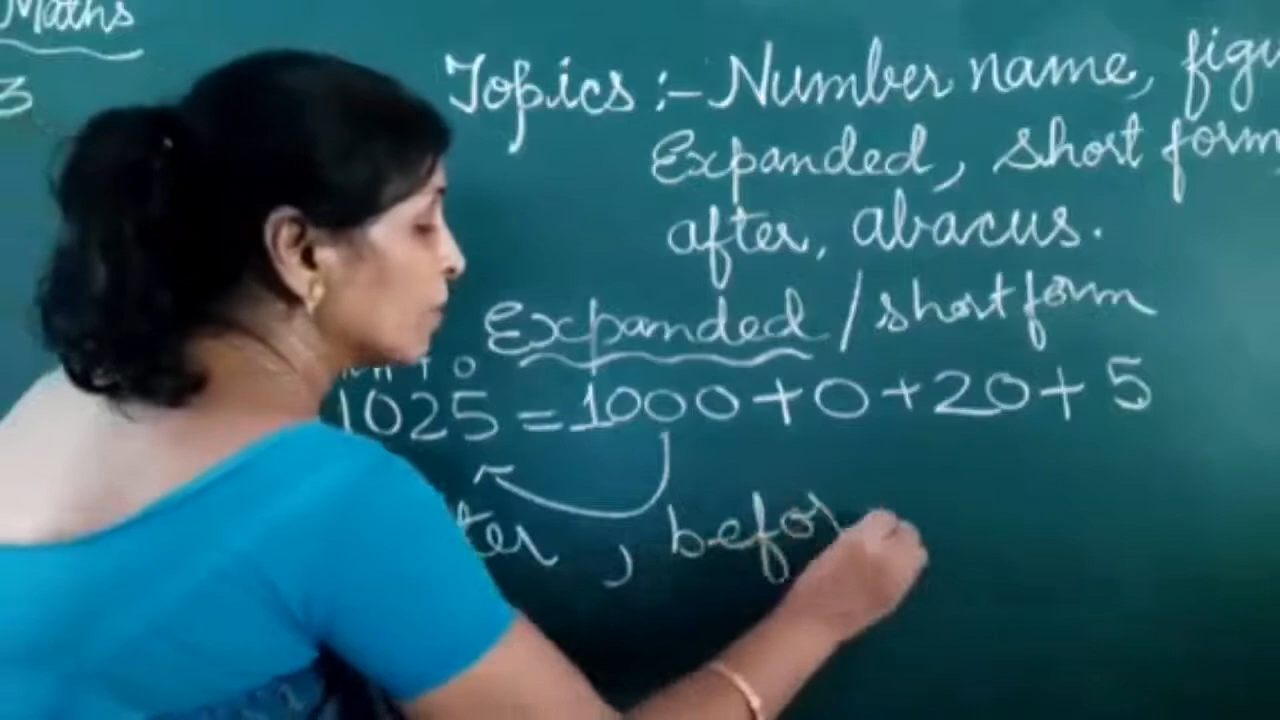 Maths
3
Topics :- Number name, figu
Expanded, short form,
after, abacus.
Expanded / short form
T O
1025 = 1000 + 0 + 20 + 5
ter , befor